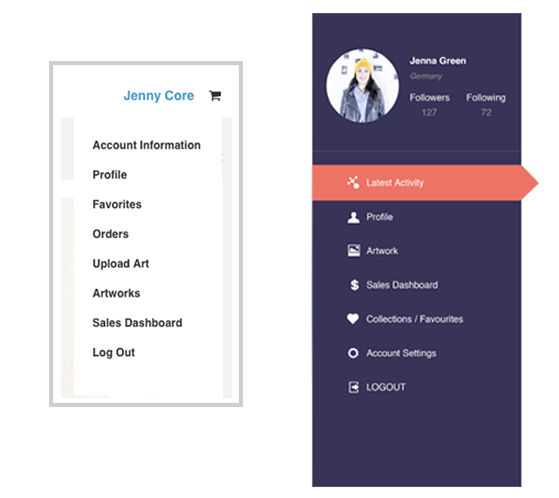 Jenny Core
Account Information
Profile
Favorites
Orders
Upload Art
Artworks
Sales Dashboard
Log Out
Jenna Green
Germany
Followers Following
127 72
Latest Activity
Profile
Artwork
Sales Dashboard
Collections / Favourites
Account Settings
LOGOUT